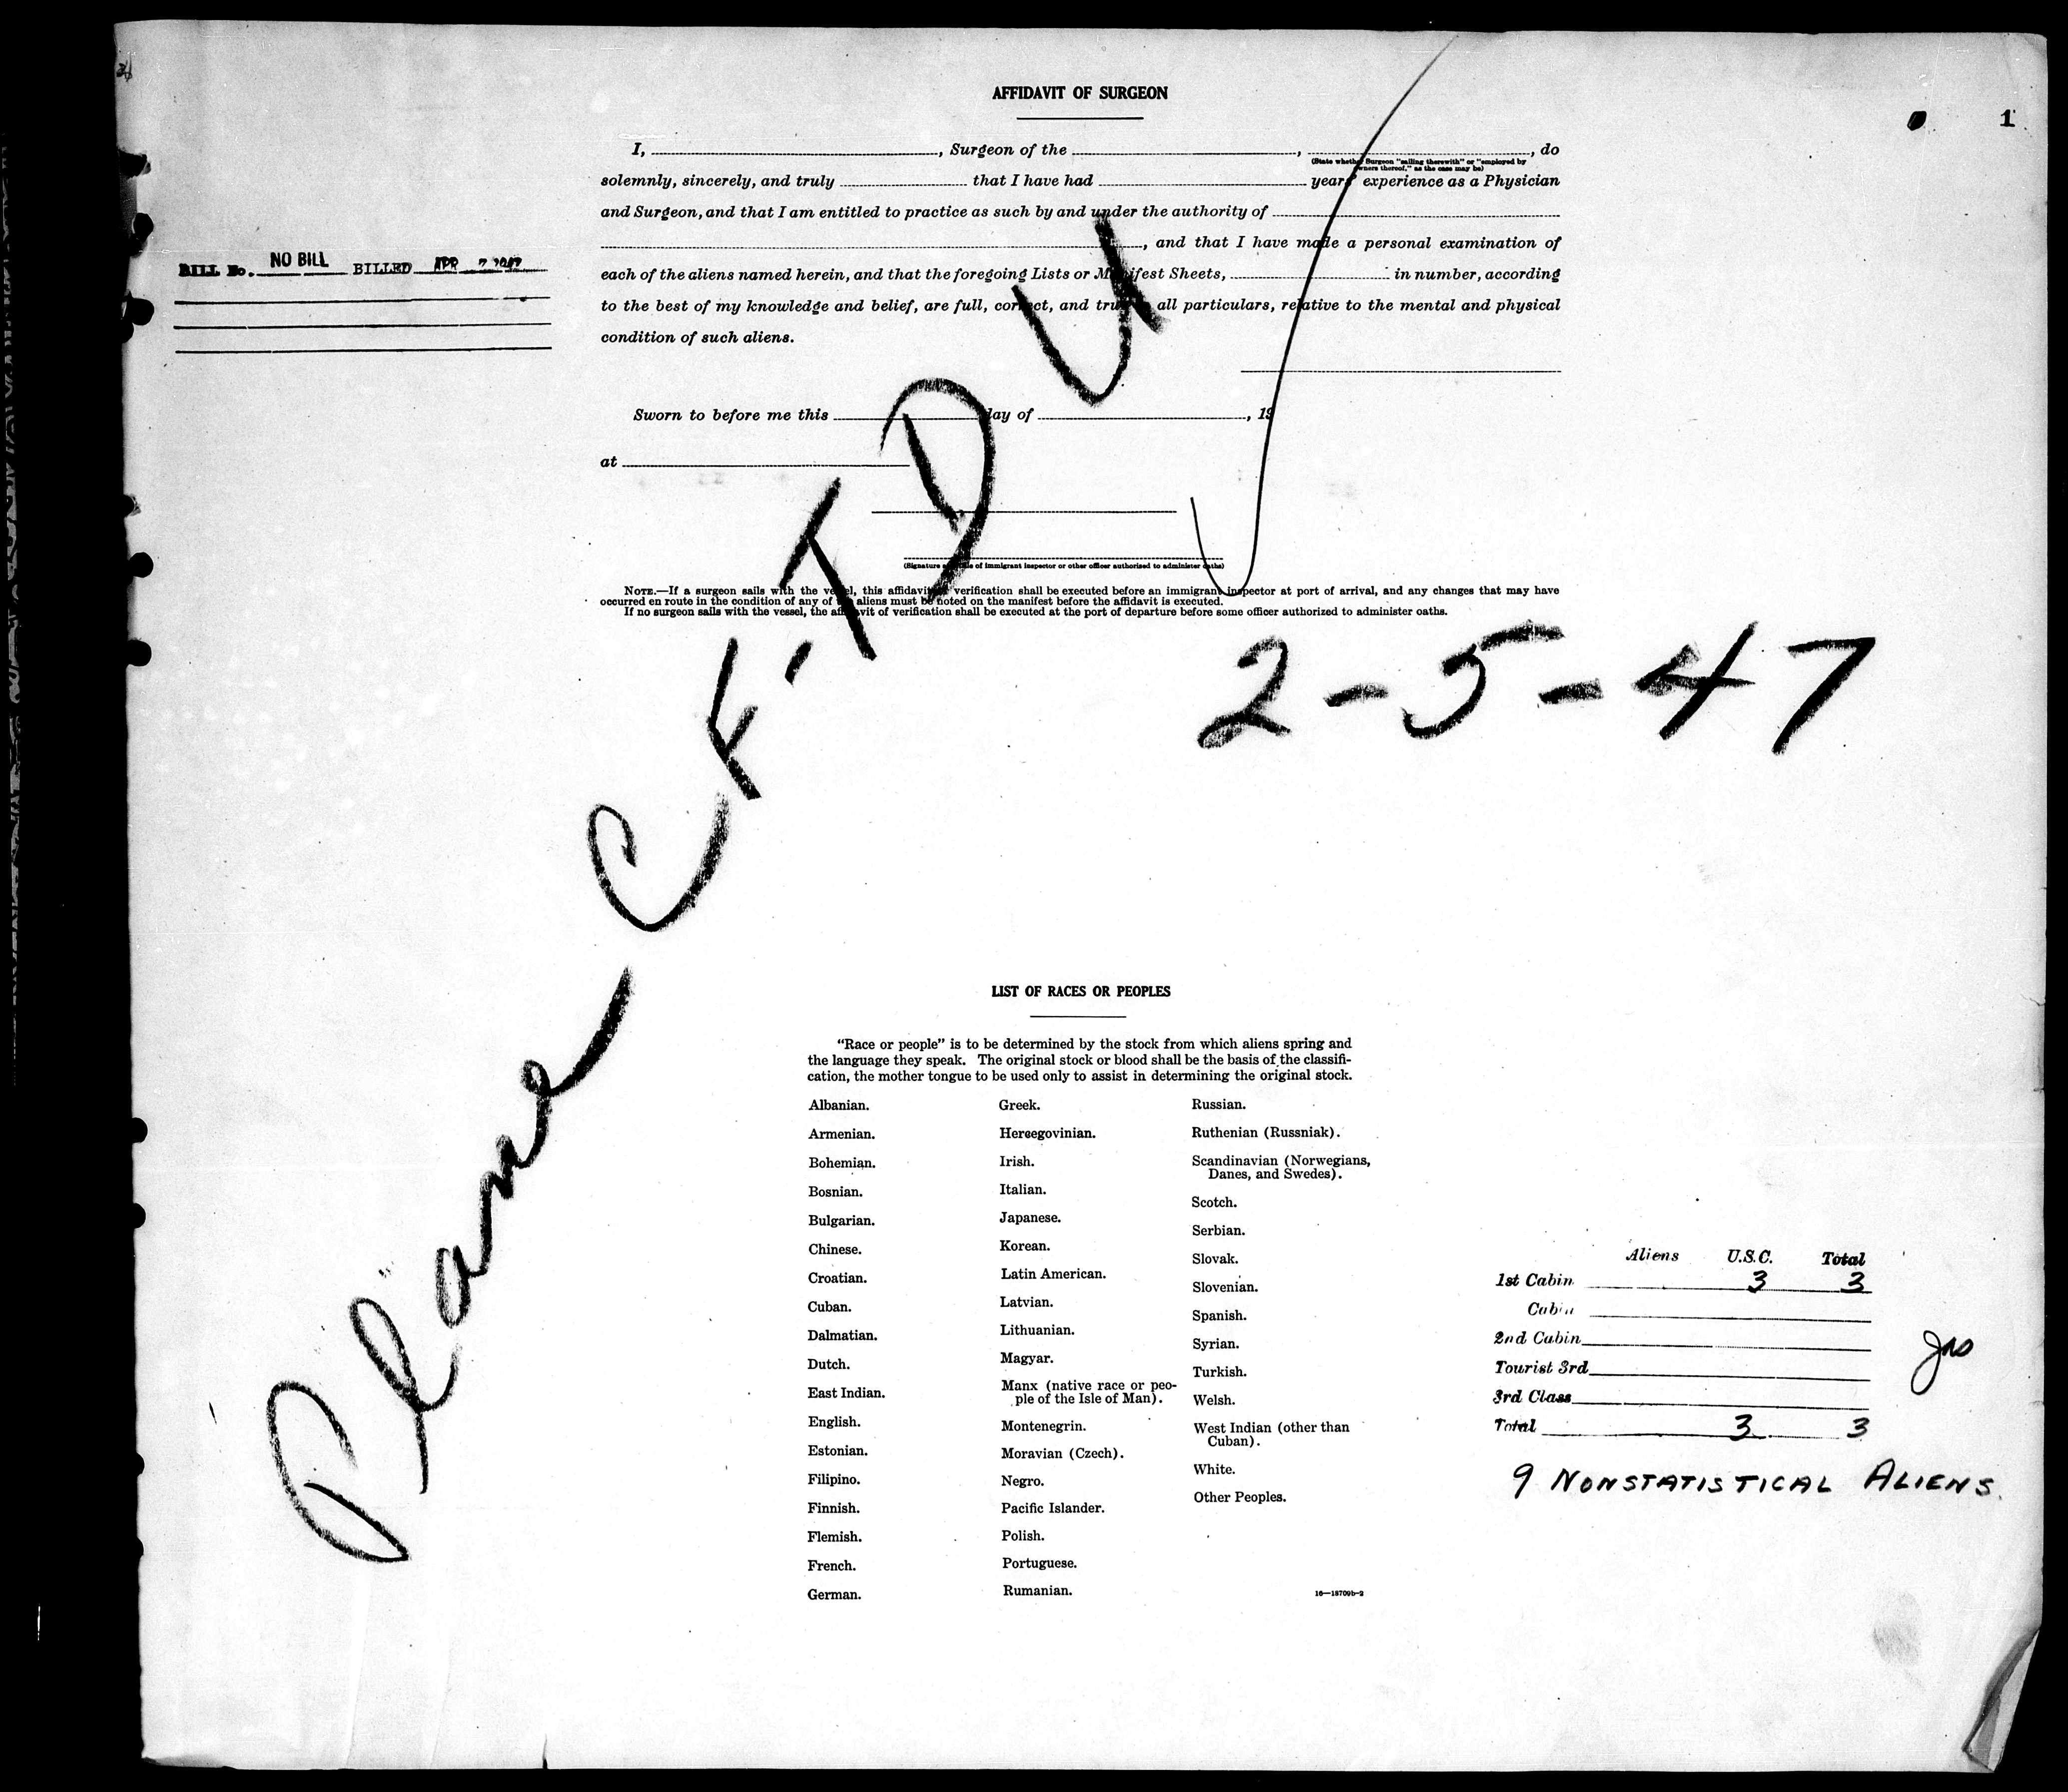 AFFIDAVIT OF SURGEON
1
I, , Surgeon of the , , do
(State whether Surgeon "sailing therewith" or "employed by
owners thereof," as the case may be)
solemnly, sincerely, and truly that I have had years' experience as a Physician
and Surgeon, and that I am entitled to practice as such by and under the authority of
, and that I have made a personal examination of
each of the aliens named herein, and that the foregoing Lists or Manifest Sheets, in number, according
to the best of my knowledge and belief, are full, correct, and true in all particulars, relative to the mental and physical
condition of such aliens.
BILL No. NO BILL BILLED APR 7 1947
Sworn to before me this day of , 19
at
(Signature and title of immigrant inspector or other officer authorized to administer oaths)
NOTE.—If a surgeon sails with the vessel, this affidavit of verification shall be executed before an immigrant inspector at port of arrival, and any changes that may have
occurred en route in the condition of any of the aliens must be noted on the manifest before the affidavit is executed.
If no surgeon sails with the vessel, the affidavit of verification shall be executed at the port of departure before some officer authorized to administer oaths.
Plane CF-TDU
2-5-47
LIST OF RACES OR PEOPLES
"Race or people" is to be determined by the stock from which aliens spring and
the language they speak. The original stock or blood shall be the basis of the classifi-
cation, the mother tongue to be used only to assist in determining the original stock.
Albanian.
Armenian.
Bohemian.
Bosnian.
Bulgarian.
Chinese.
Croatian.
Cuban.
Dalmatian.
Dutch.
East Indian.
English.
Estonian.
Filipino.
Finnish.
Flemish.
French.
German.
Greek.
Hercegovinian.
Irish.
Italian.
Japanese.
Korean.
Latin American.
Latvian.
Lithuanian.
Magyar.
Manx (native race or peo-
ple of the Isle of Man).
Montenegrin.
Moravian (Czech).
Negro.
Pacific Islander.
Polish.
Portuguese.
Rumanian.
Russian.
Ruthenian (Russniak).
Scandinavian (Norwegians,
Danes, and Swedes).
Scotch.
Serbian.
Slovak.
Slovenian.
Spanish.
Syrian.
Turkish.
Welsh.
West Indian (other than
Cuban).
White.
Other Peoples.
16—18709b-2
Aliens U.S.C. Total
1st Cabin 3 3
Cabin
2nd Cabin
Tourist 3rd
3rd Class
Total 3 3
9 NONSTATISTICAL ALIENS.